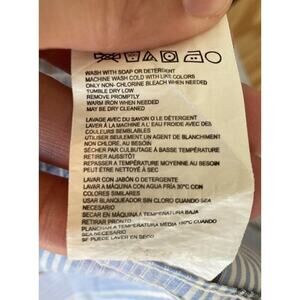 WASH WITH SOAP OR DETERGENT
MACHINE WASH COLD WITH LIKE COLORS
ONLY NON- CHLORINE BLEACH WHEN NEEDED
TUMBLE DRY LOW
REMOVE PROMPTLY
WARM IRON WHEN NEEDED
MAY BE DRY CLEANED
LAVAGE AVEC DU SAVON O LE DETERGENT
LAVER Á LA MACHINE A L'EAU FROIDE AVEC DES
COULEURS SEMBLABLES
UTILISER SEULEMENT UN AGENT DE BLANCHIMENT
NON CHLORE, AU BESOIN
SÉCHER PAR CULBUTAGE À BASSE TEMPÉRATURE
RETIRER AUSSITÔT
REPASSER A TEMPÉRATURE MOYENNE AU BESOIN
PEUT ÊTRE NETTOYÉ À SEC
LAVAR CON JABÓN O DETERGENTE
LAVAR A MÁQUINA CON AGUA FRÍA 30°C CON
COLORES SIMILARES
USAR BLANQUEADOR SIN CLORO CUANDO SEA
NECESARIO
SECAR EN MÁQUINA A TEMPERATURA BAJA
RETIRAR PRONTO
PLANCHAR A TEMPERATURA MEDIA 150°C CUANDO
SEA NECESARIO
SE PUEDE LAVAR EN SECO